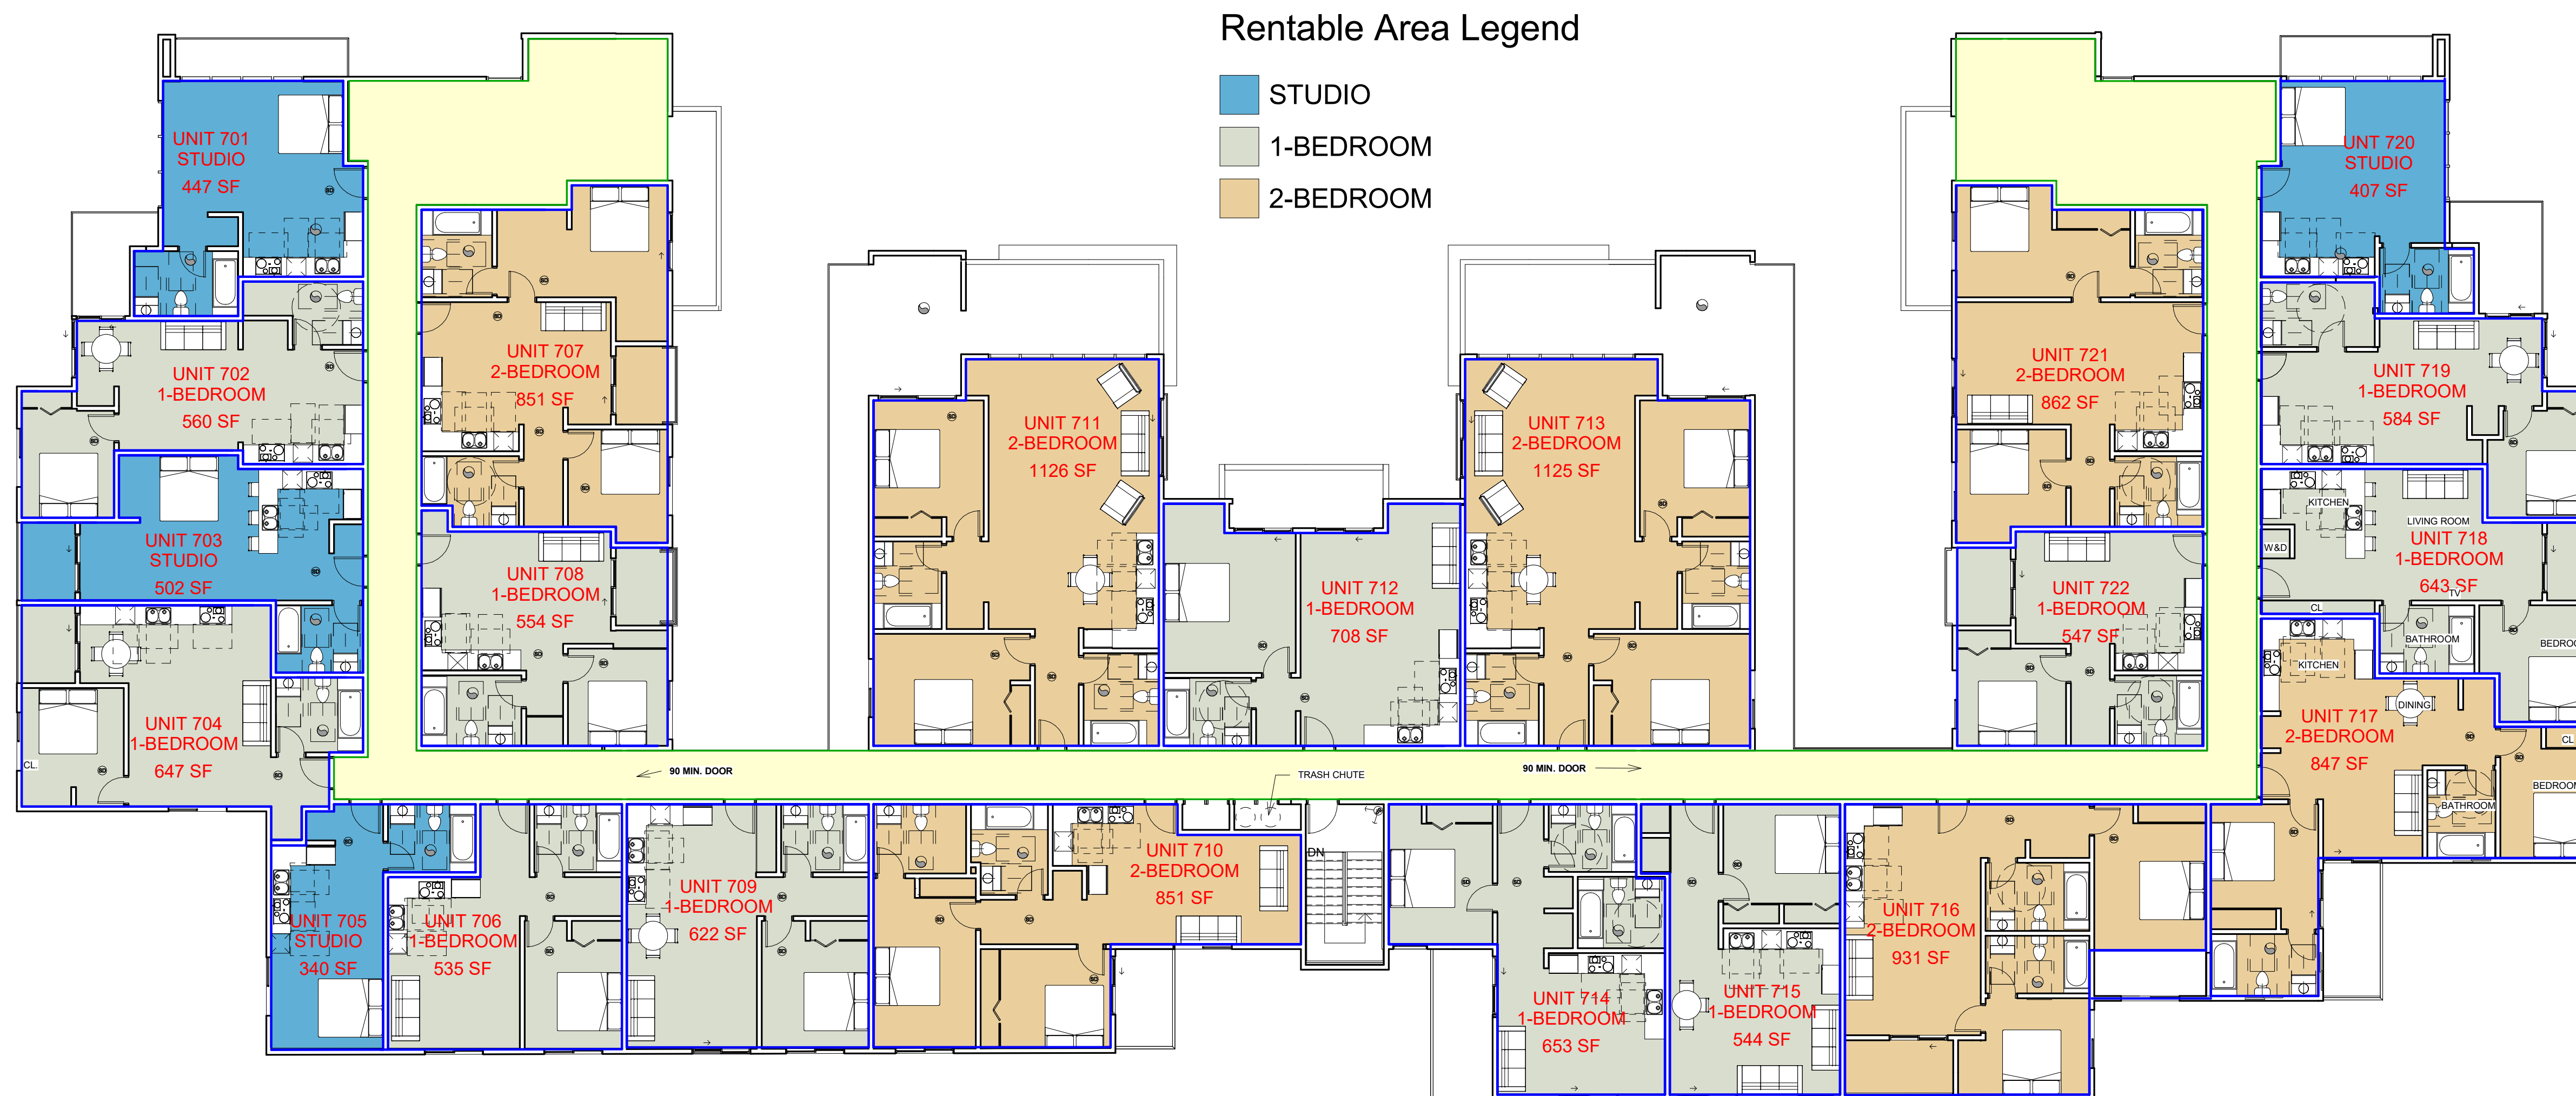 Rentable Area Legend
STUDIO
1-BEDROOM
2-BEDROOM
UNIT 701
STUDIO
447 SF
UNT 720
STUDIO
407 SF
UNIT 702
1-BEDROOM
560 SF
UNIT 707
2-BEDROOM
851 SF
UNIT 721
2-BEDROOM
862 SF
UNIT 719
1-BEDROOM
584 SF
UNIT 711
2-BEDROOM
1126 SF
UNIT 713
2-BEDROOM
1125 SF
UNIT 703
STUDIO
502 SF
UNIT 708
1-BEDROOM
554 SF
UNIT 712
1-BEDROOM
708 SF
UNIT 722
1-BEDROOM
547 SF
KITCHEN
LIVING ROOM
W&D
UNIT 718
1-BEDROOM
643 SF
TV
CL
BATHROOM
BEDROO
UNIT 704
1-BEDROOM
647 SF
CL.
KITCHEN
DINING
UNIT 717
2-BEDROOM
847 SF
CL
BEDROOM
BATHROOM
90 MIN. DOOR
TRASH CHUTE
90 MIN. DOOR
DN
UNIT 705
STUDIO
340 SF
UNIT 706
1-BEDROOM
535 SF
UNIT 709
1-BEDROOM
622 SF
UNIT 710
2-BEDROOM
851 SF
UNIT 714
1-BEDROOM
653 SF
UNIT 715
1-BEDROOM
544 SF
UNIT 716
2-BEDROOM
931 SF